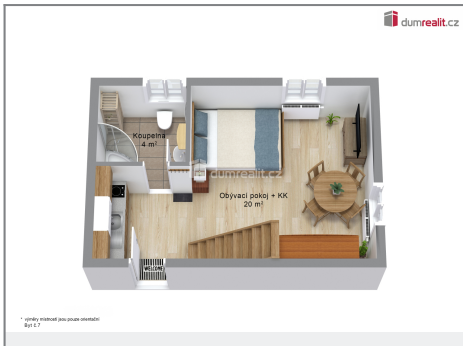 dumrealit.cz
Koupelna
4 m²
dumrealit.cz
Obývací pokoj + KK
20 m²
WELCOME
* výměry místností jsou pouze orientační
Byt č.7